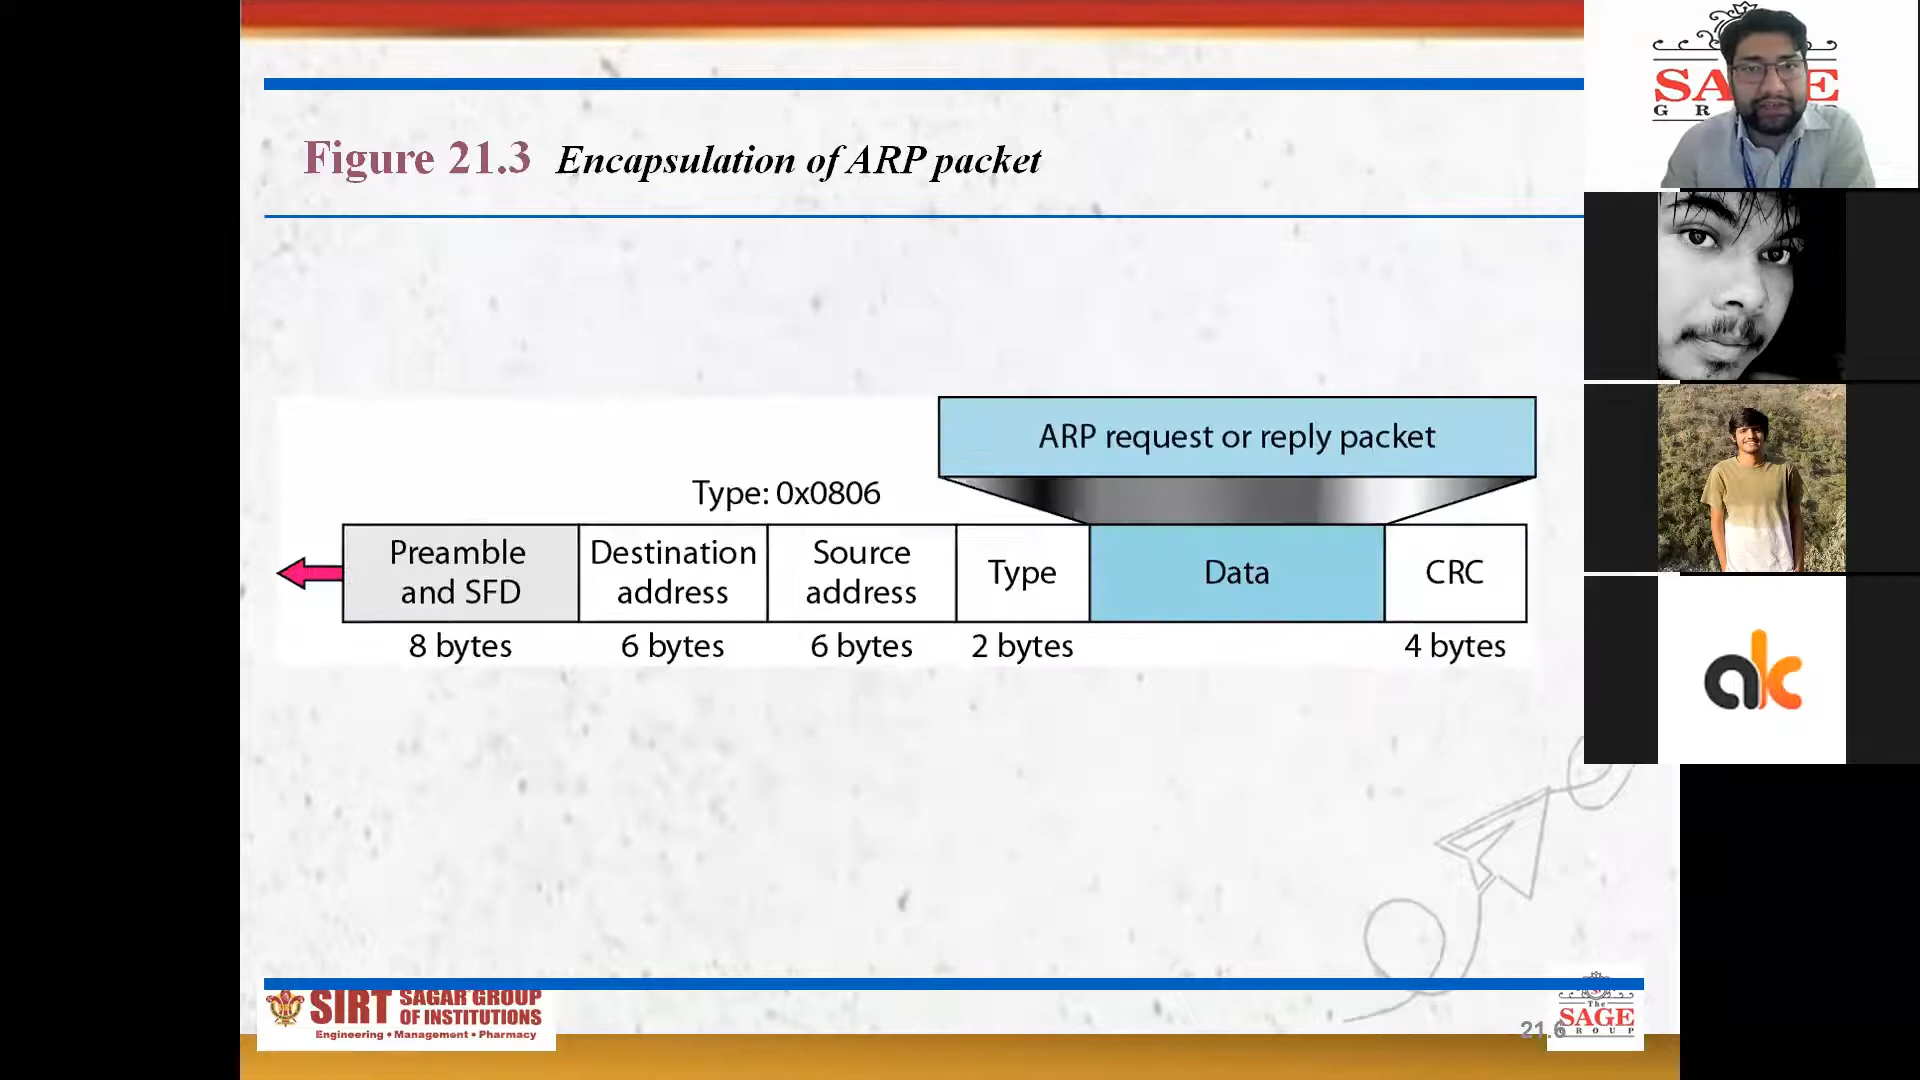 Figure 21.3 Encapsulation of ARP packet
ARP request or reply packet
Type: 0x0806
Preamble and SFD
Destination address
Source address
Type
Data
CRC
8 bytes
6 bytes
6 bytes
2 bytes
4 bytes
SIRT SAGAR GROUP OF INSTITUTIONS
Engineering • Management • Pharmacy
21.6
The
SAGE
GROUP
ak